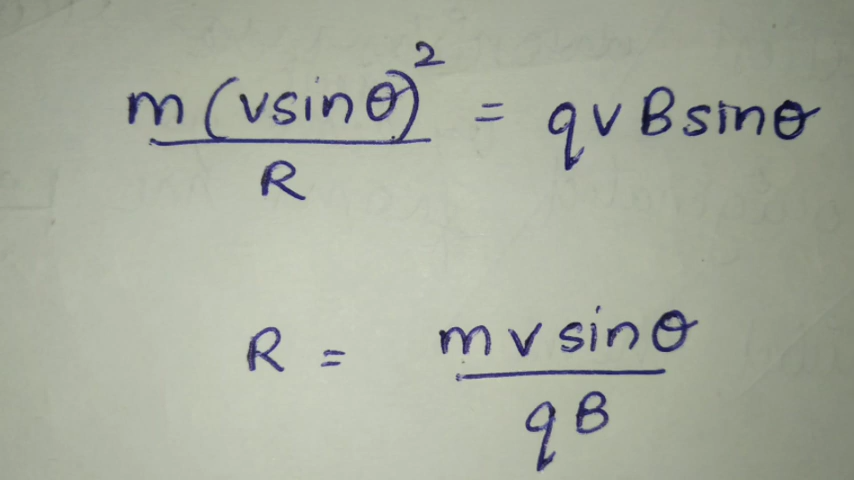 m(vsinθ)² / R = qvBsinθ
R = mvsinθ / qB